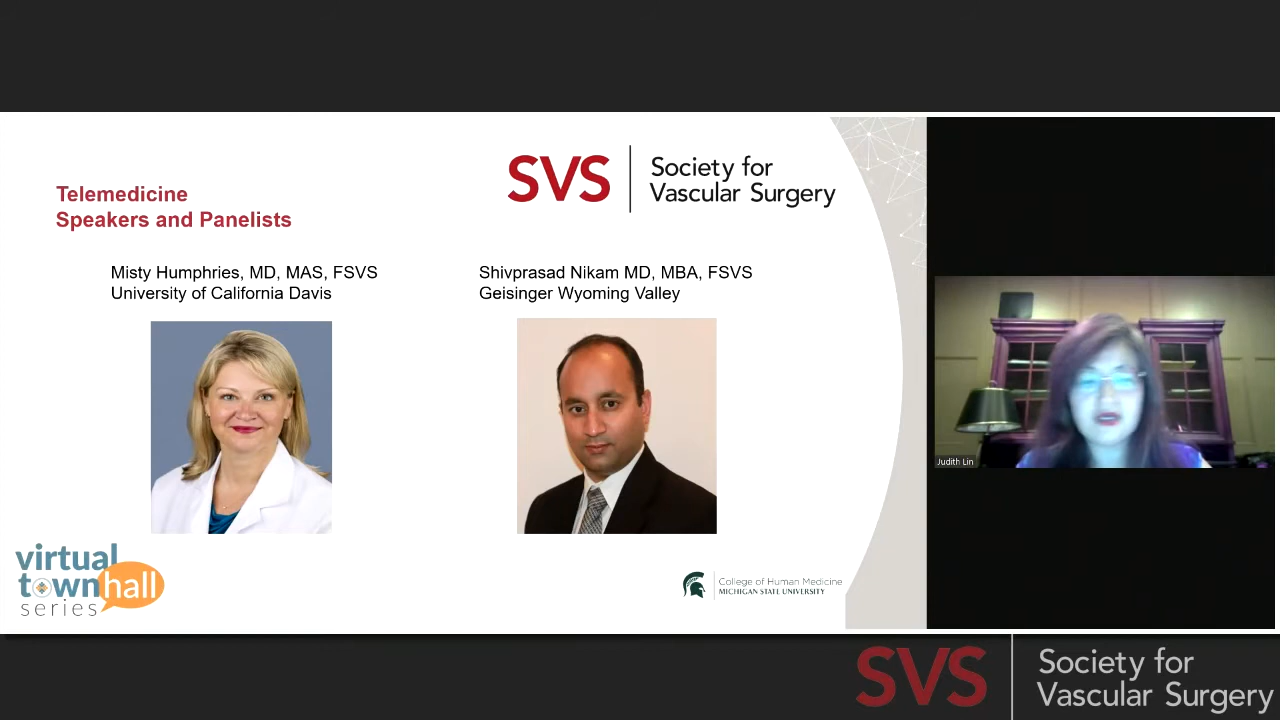 Telemedicine
Speakers and Panelists
SVS
Society for
Vascular Surgery
Misty Humphries, MD, MAS, FSVS
University of California Davis
Shivprasad Nikam MD, MBA, FSVS
Geisinger Wyoming Valley
Judith Lin
virtual
townhall
series
College of Human Medicine
MICHIGAN STATE UNIVERSITY
SVS
Society for
Vascular Surgery